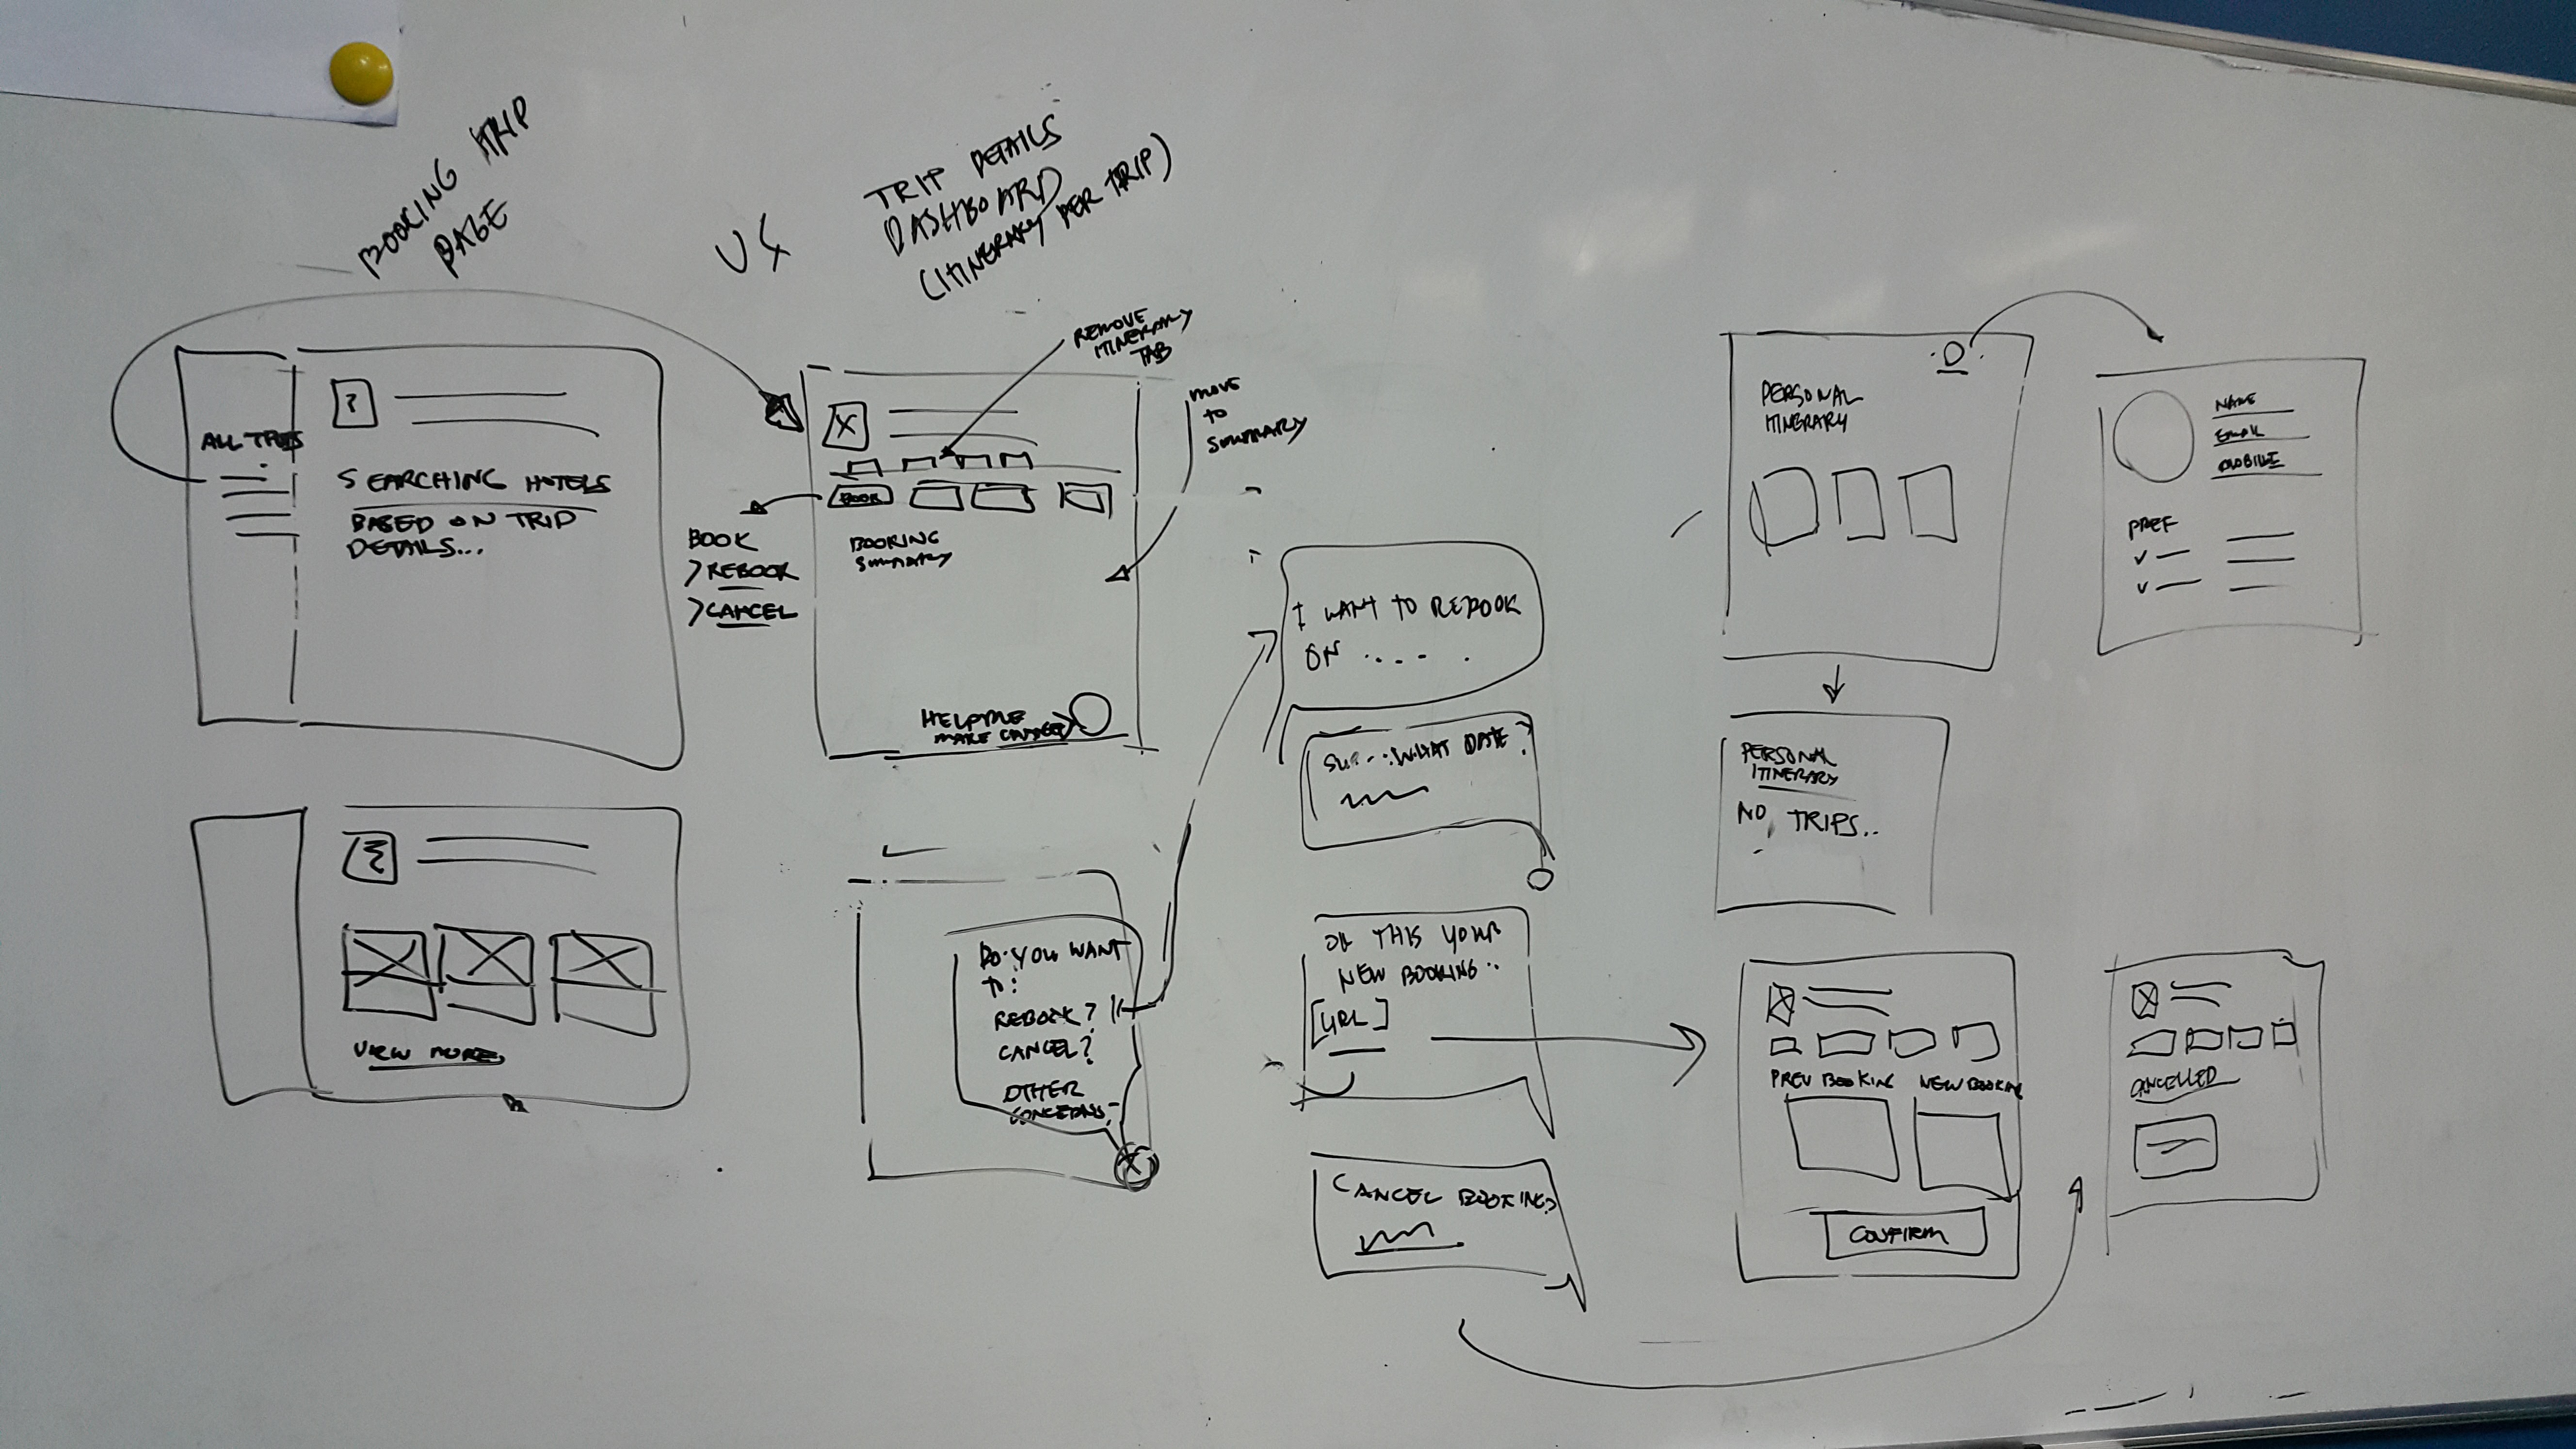 BOOKING TRIP
PAGE
VS
TRIP DETAILS
DASHBOARD
(ITINERARY PER TRIP)
ALL TRIPS
?
SEARCHING HOTELS
BASED ON TRIP
DETAILS...
VIEW MORE
REMOVE
ITINERARY
TAB
MOVE
TO
SUMMARY
BOOK
BOOKING
SUMMARY
BOOK
>REBOOK
>CANCEL
HELP ME
MAKE
DO YOU WANT
TO:
REBOOK?
CANCEL?
OTHER
CONCERNS
I WANT TO REBOOK
ON ....
WHAT DATE?
OK THIS YOUR
NEW BOOKING..
[URL]
CANCEL BOOKING
PERSONAL
ITINERARY
NAME
EMAIL
MOBILE
PREF
PERSONAL
ITINERARY
NO TRIPS..
PREV BOOKING
NEW BOOKING
CONFIRM
CANCELLED